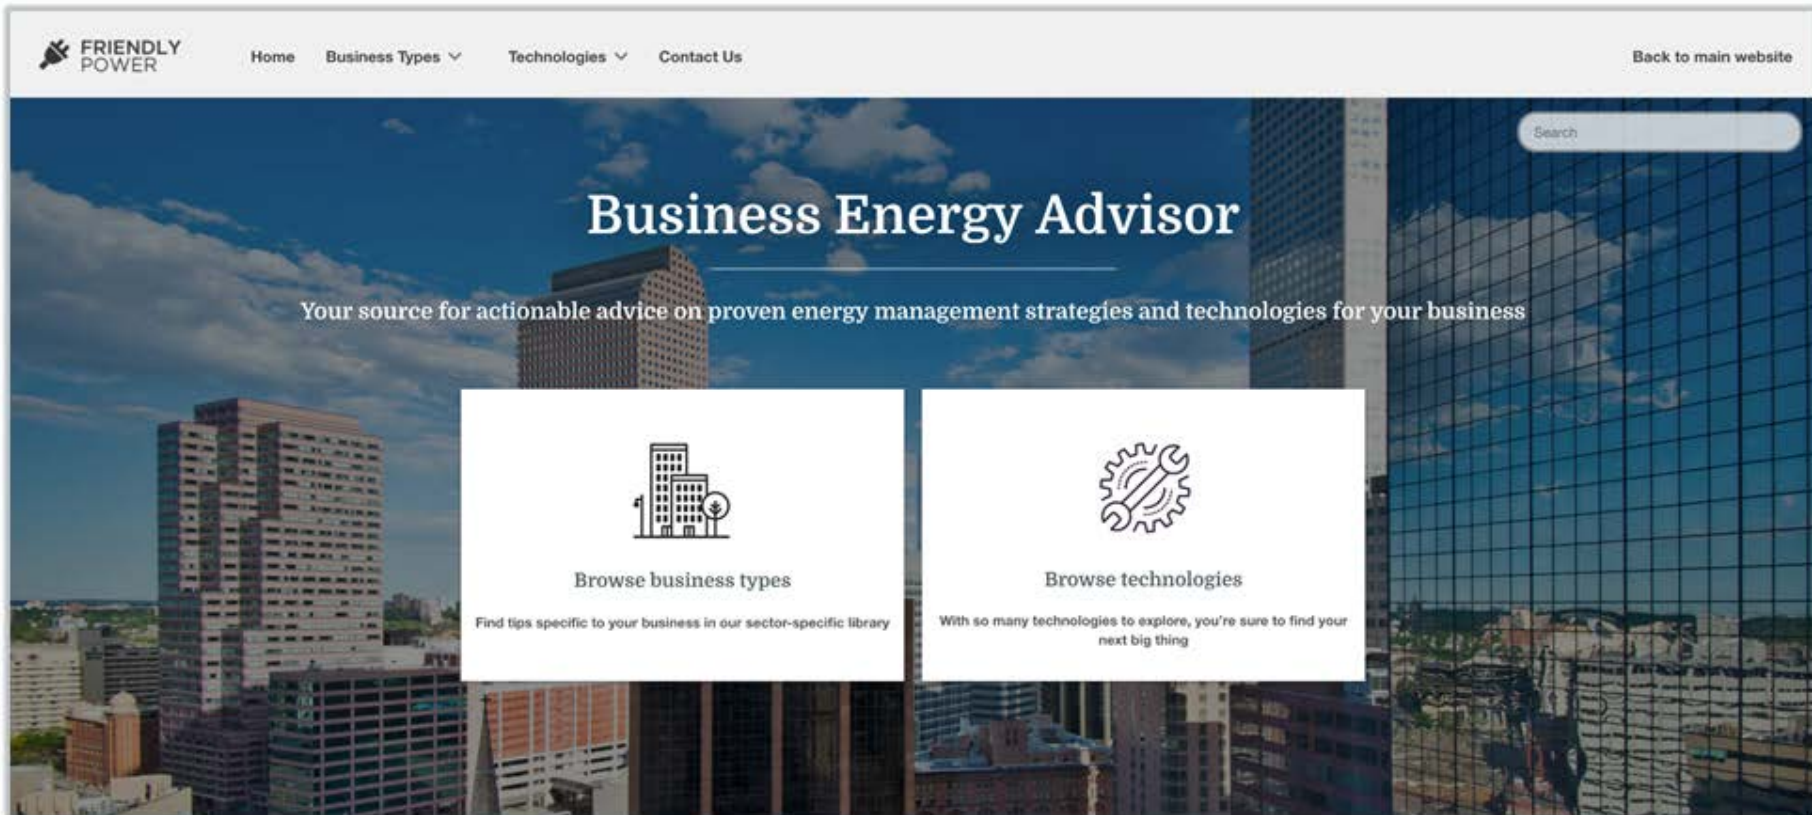 FRIENDLY
POWER
Home
Business Types
Technologies
Contact Us
Back to main website
Search
Business Energy Advisor
Your source for actionable advice on proven energy management strategies and technologies for your business
Browse business types
Find tips specific to your business in our sector-specific library
Browse technologies
With so many technologies to explore, you're sure to find your
next big thing